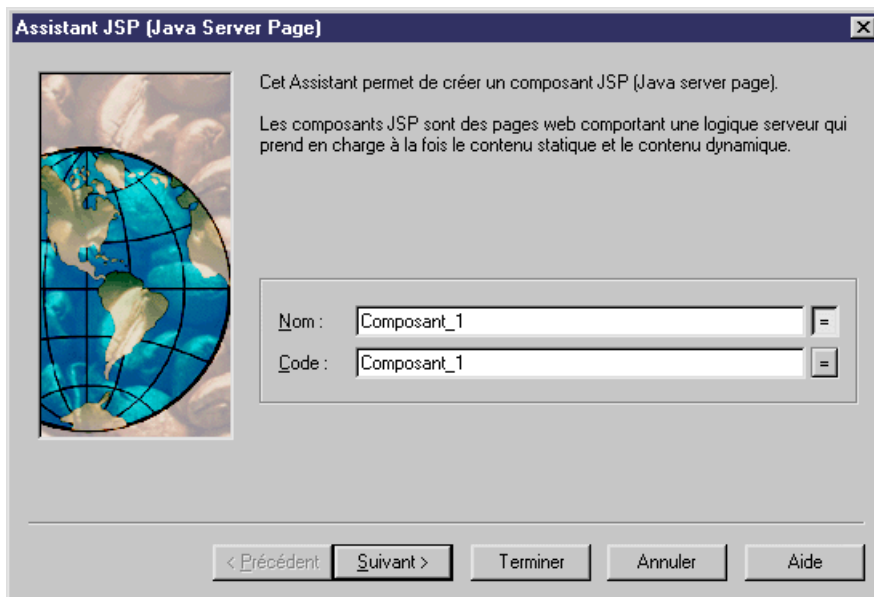 Assistant JSP (Java Server Page)
Cet Assistant permet de créer un composant JSP (Java server page).
Les composants JSP sont des pages web comportant une logique serveur qui
prend en charge à la fois le contenu statique et le contenu dynamique.
Nom : Composant_1 =
Code : Composant_1 =
< Précédent Suivant > Terminer Annuler Aide